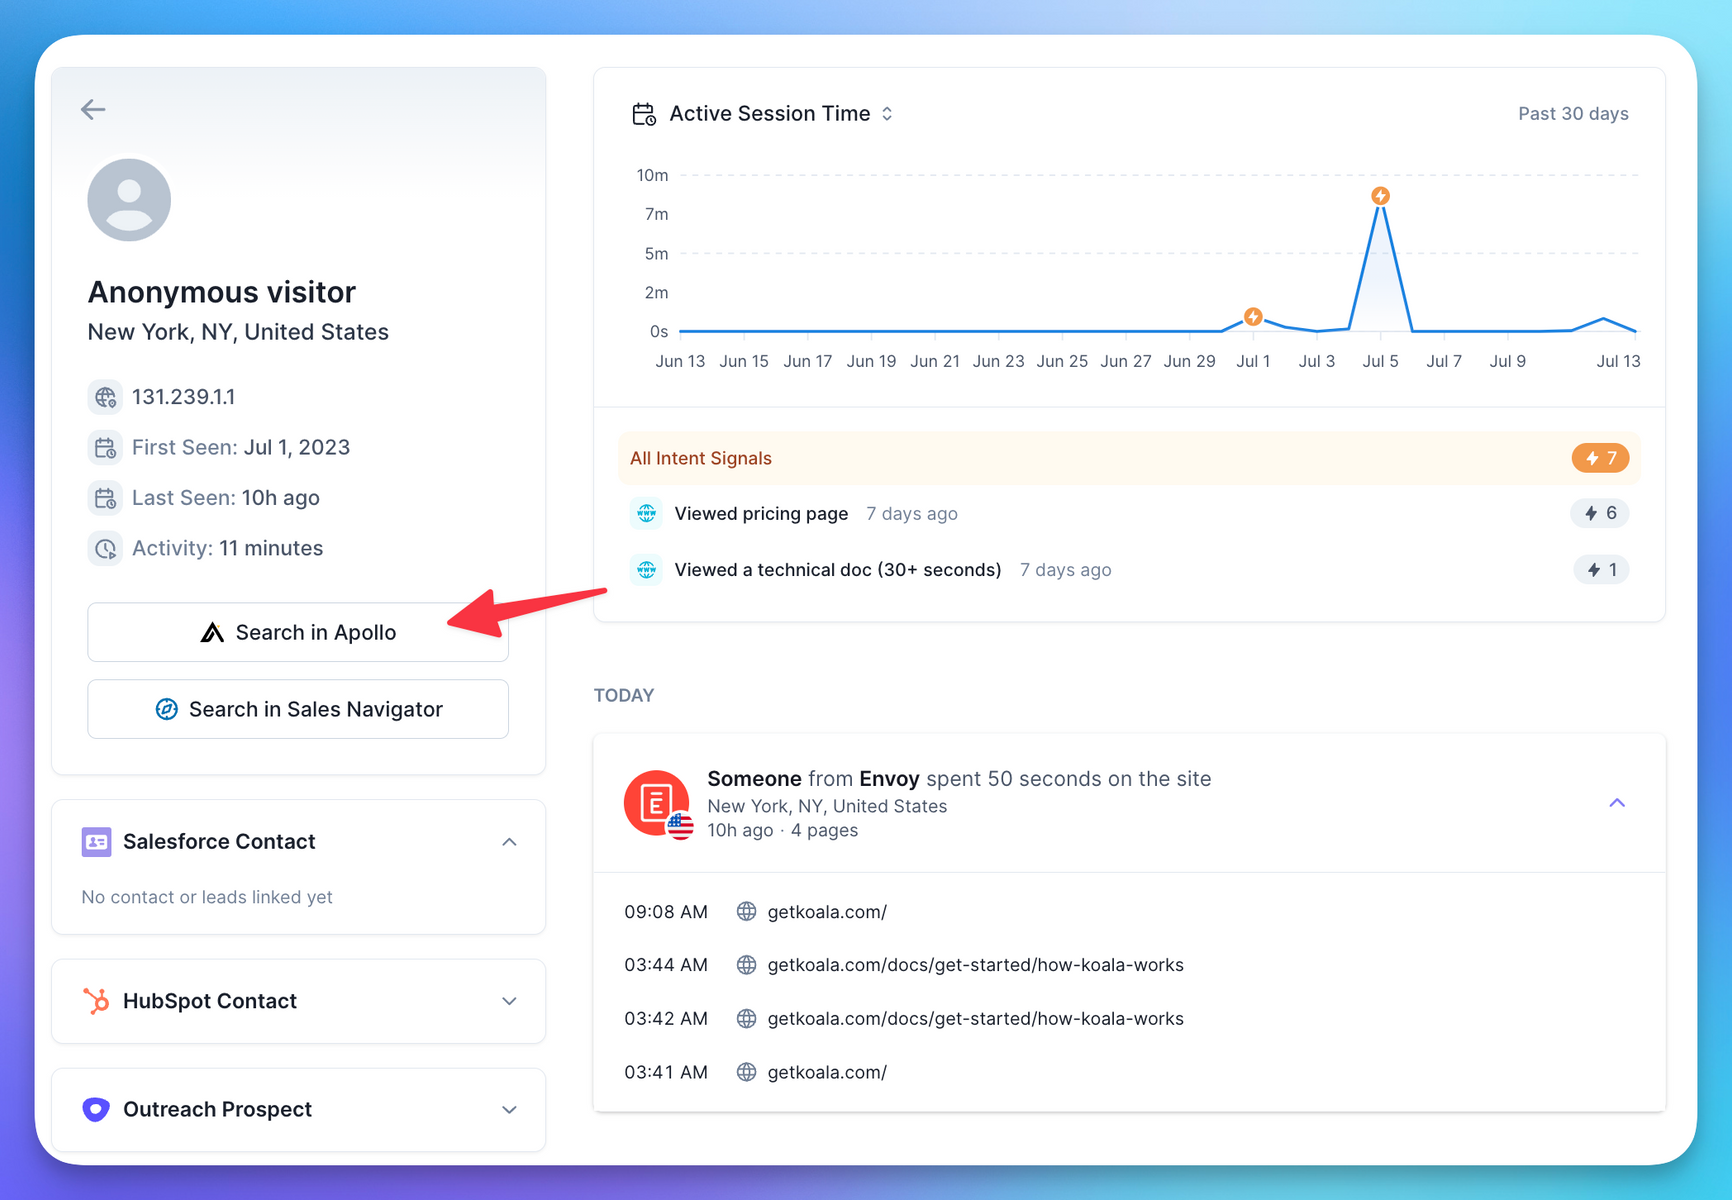 Anonymous visitor
New York, NY, United States
131.239.1.1
First Seen: Jul 1, 2023
Last Seen: 10h ago
Activity: 11 minutes
Search in Apollo
Search in Sales Navigator
Salesforce Contact
No contact or leads linked yet
HubSpot Contact
Outreach Prospect
Active Session Time
Past 30 days
10m
7m
5m
2m
0s
Jun 13 Jun 15 Jun 17 Jun 19 Jun 21 Jun 23 Jun 25 Jun 27 Jun 29 Jul 1 Jul 3 Jul 5 Jul 7 Jul 9 Jul 13
All Intent Signals 7
Viewed pricing page 7 days ago 6
Viewed a technical doc (30+ seconds) 7 days ago 1
TODAY
E
Someone from Envoy spent 50 seconds on the site
New York, NY, United States
10h ago · 4 pages
09:08 AM getkoala.com/
03:44 AM www getkoala.com/docs/get-started/how-koala-works
03:42 AM getkoala.com/docs/get-started/how-koala-works
03:41 AM getkoala.com/